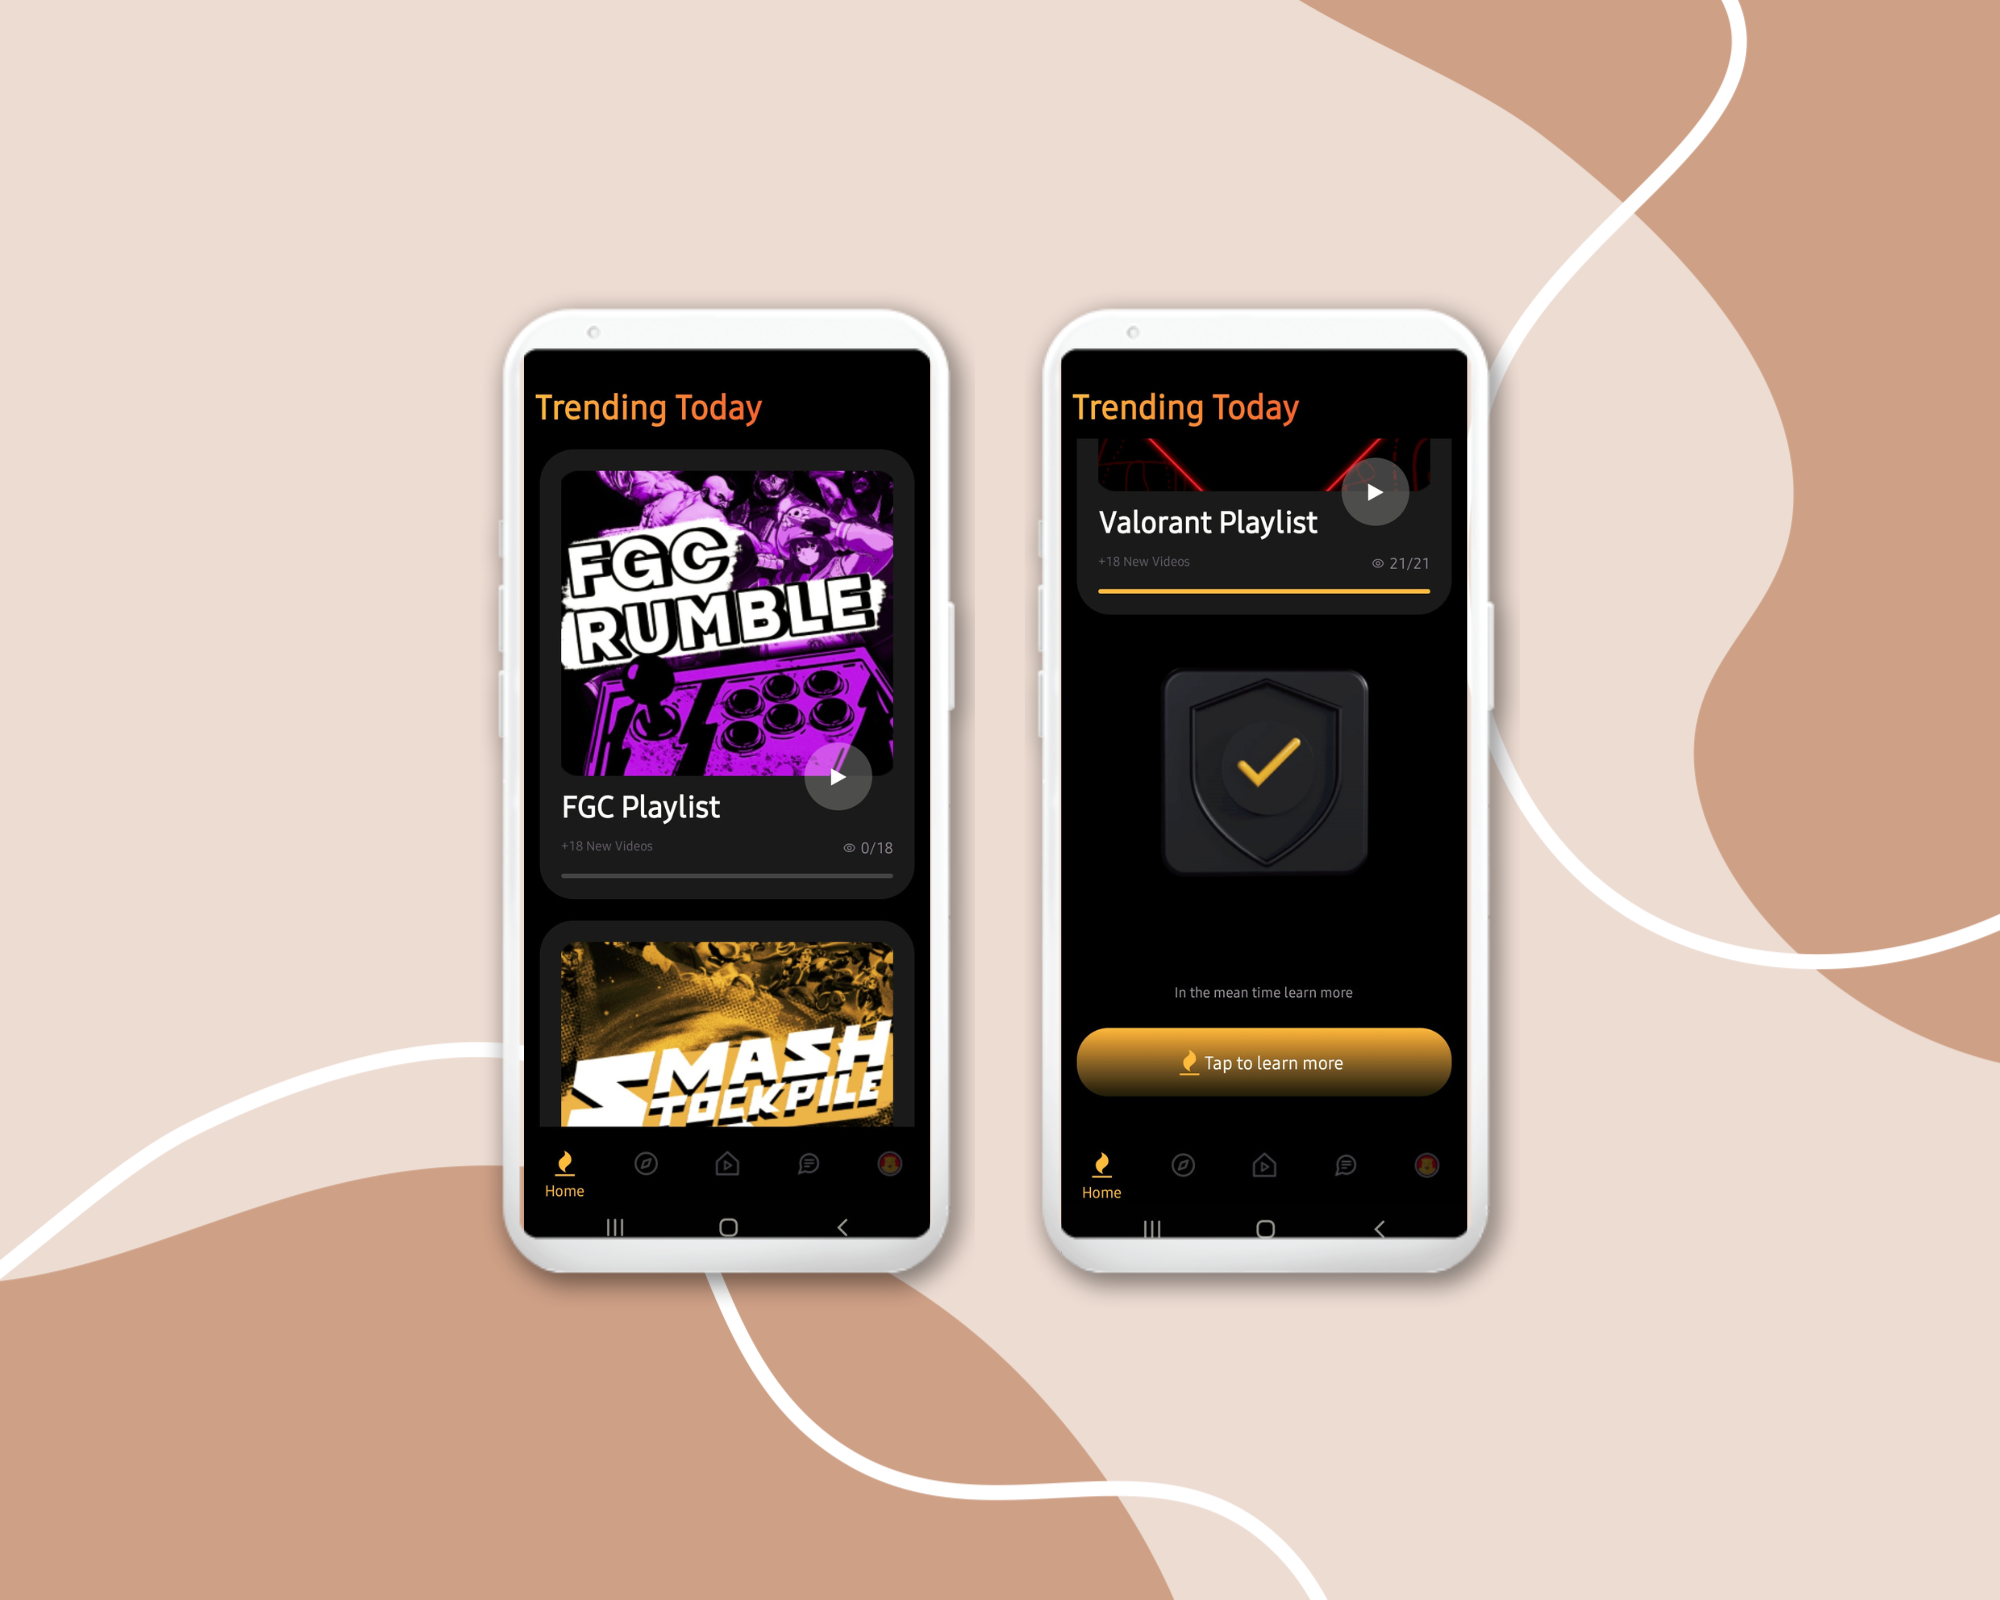 Trending Today
FGC
RUMBLE
FGC Playlist
+18 New Videos
0/18
SMASH
STOCKPILE
Home
Trending Today
Valorant Playlist
+18 New Videos
21/21
In the mean time learn more
Tap to learn more
Home